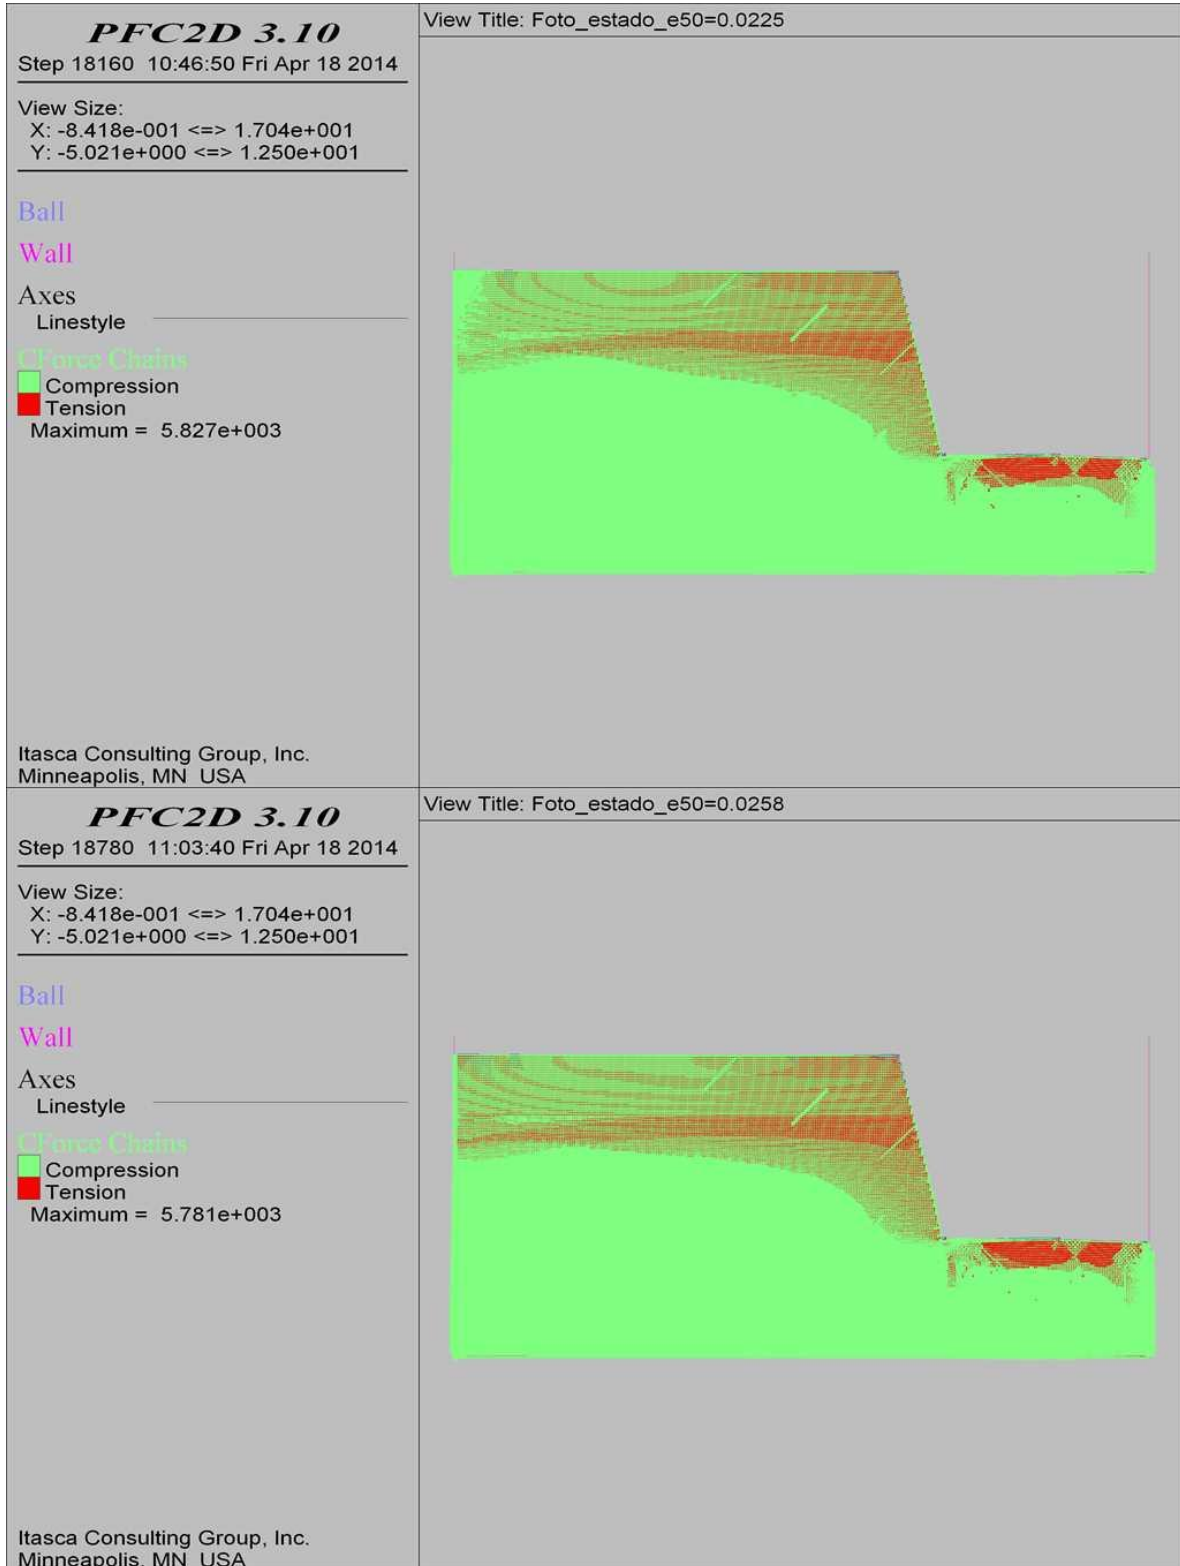 PFC2D 3.10
Step 18160 10:46:50 Fri Apr 18 2014
View Size:
X: -8.418e-001 <=> 1.704e+001
Y: -5.021e+000 <=> 1.250e+001
Ball
Wall
Axes
Linestyle
CForce Chains
Compression
Tension
Maximum = 5.827e+003
Itasca Consulting Group, Inc.
Minneapolis, MN USA
View Title: Foto_estado_e50=0.0225
PFC2D 3.10
Step 18780 11:03:40 Fri Apr 18 2014
View Size:
X: -8.418e-001 <=> 1.704e+001
Y: -5.021e+000 <=> 1.250e+001
Ball
Wall
Axes
Linestyle
CForce Chains
Compression
Tension
Maximum = 5.781e+003
Itasca Consulting Group, Inc.
Minneapolis, MN USA
View Title: Foto_estado_e50=0.0258